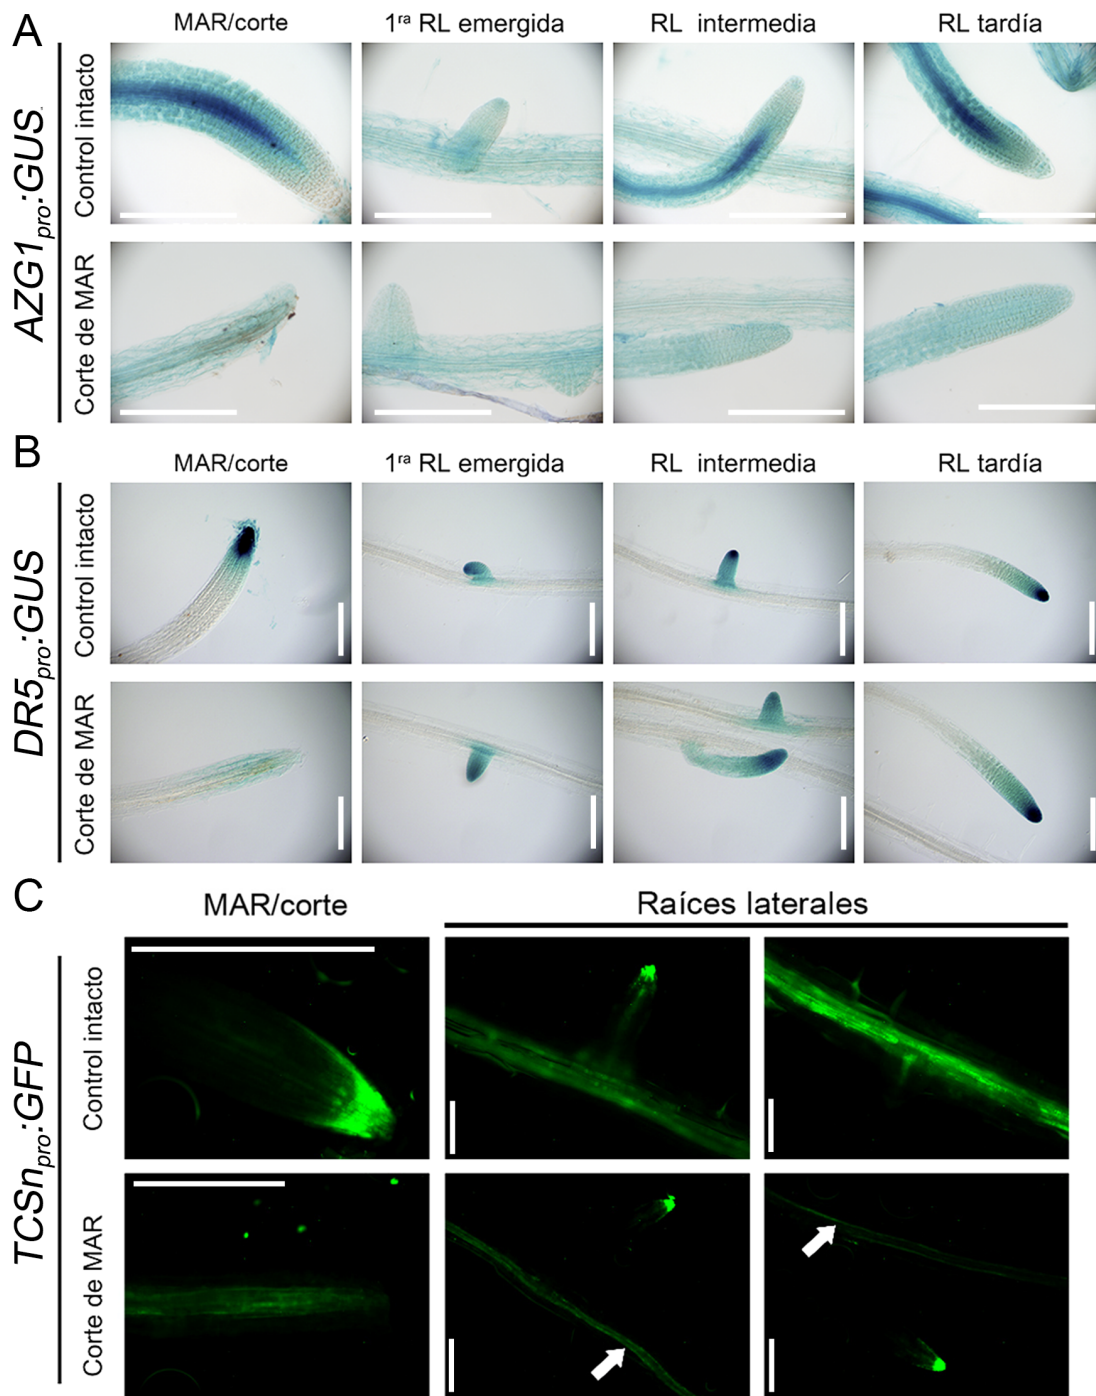 A
MAR/corte
1ra RL emergida
RL intermedia
RL tardía
AZG1pro:GUS
Control intacto
Corte de MAR
B
MAR/corte
1ra RL emergida
RL intermedia
RL tardía
DR5pro:GUS
Control intacto
Corte de MAR
C
MAR/corte
Raíces laterales
TCSnpro:GFP
Control intacto
Corte de MAR